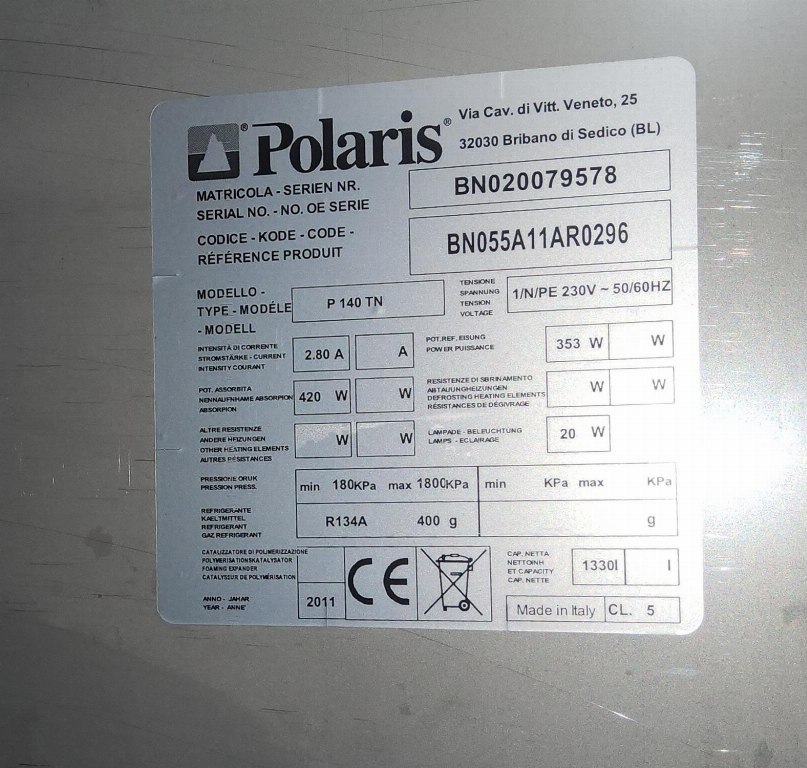 Polaris®
Via Cav. di Vitt. Veneto, 25
32030 Bribano di Sedico (BL)
MATRICOLA - SERIEN NR.
SERIAL NO. - NO. OE SERIE
BN020079578
CODICE - KODE - CODE -
RÉFÉRENCE PRODUIT
BN055A11AR0296
MODELLO -
TYPE - MODÉLE
- MODELL
P 140 TN
TENSIONE
SPANNUNG
TENSION
VOLTAGE
1/N/PE 230V ~ 50/60HZ
INTENSITÁ DI CORRENTE
STROMSTÄRKE - CURRENT
INTENSITY COURANT
2.80 A
A
POT.REF. EISUNG
POWER PUISSANCE
353 W
W
POT. ASSORBITA
NENNAUFNHAME ABSORPION
ABSORPION
420 W
W
RESISTENZE DI SBRINAMENTO
ABTAUUNGHEIZUNGEN
DEFROSTING HEATING ELEMENTS
RÉSISTANCES DE DÉGIVRAGE
W
W
ALTRE RESISTENZE
ANDERE HEIZUNGEN
OTHER HEATING ELEMENTS
AUTRES RÉSISTANCES
W
W
LAMPADE - BELEUCHTUNG
LAMPS - ECLAIRAGE
20 W
PRESSIONE DRUK
PRESSION PRESS.
min 180KPa max 1800KPa
min KPa max KPa
REFRIGERANTE
KAELTMITTEL
REFRIGERANT
GAZ REFRIGERANT
R134A 400 g
g
CATALIZZATORE DI POLIMERIZZAZIONE
POLYMERISATIONSKATALYSATOR
FOAMING EXPANDER
CATALYSEUR DE POLYMÉRISATION
ANNO - JAHAR
YEAR - ANNE'
2011
CE
CAP. NETTA
NETTOINH
ET CAPACITY
CAP. NETTE
1330l
l
Made in Italy
CL. 5